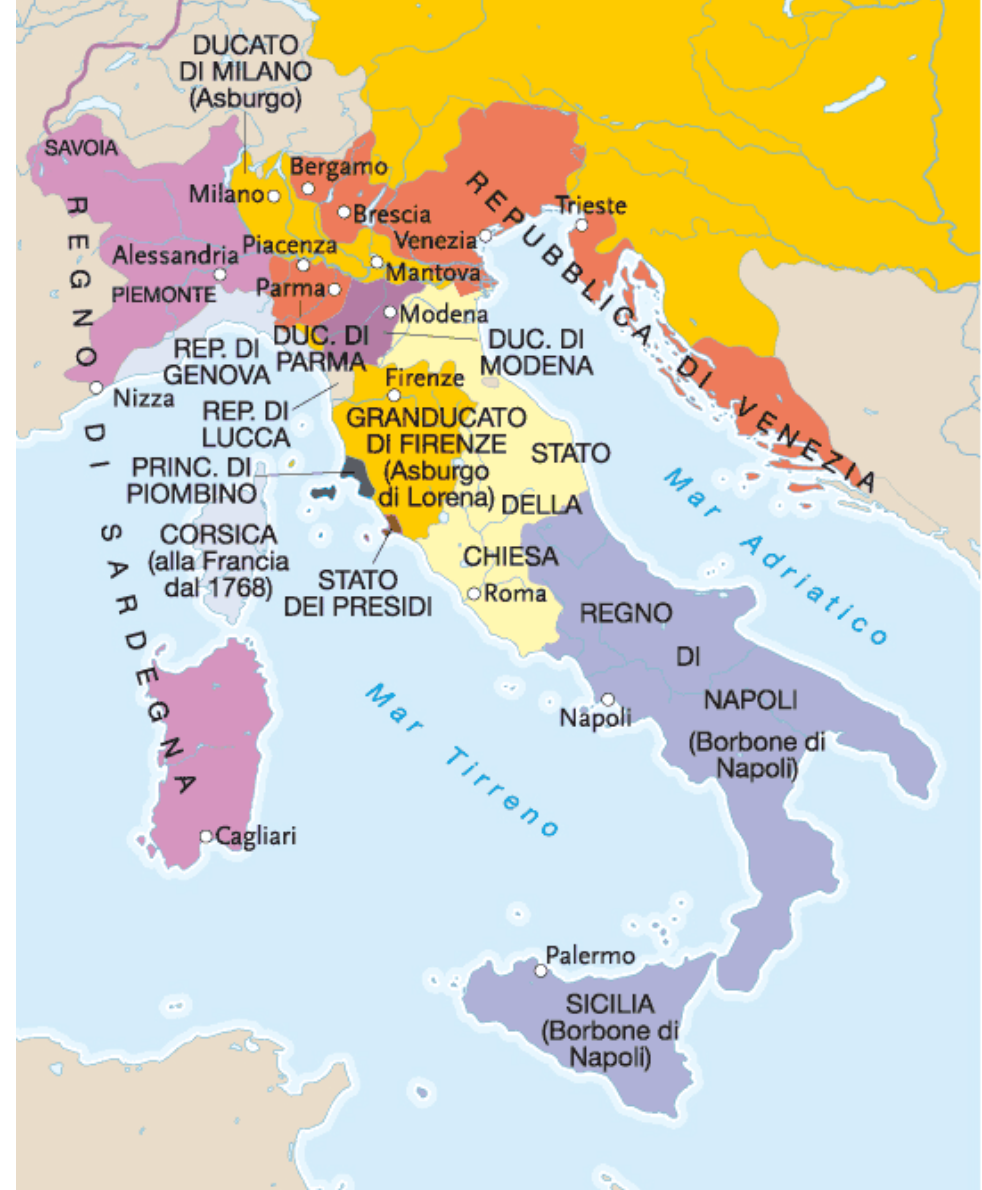 DUCATO
DI MILANO
(Asburgo)
SAVOIA
Bergamo
Milano
Brescia
Trieste
Venezia
Piacenza
Alessandria
Mantova
PIEMONTE
Parma
Modena
DUC. DI
PARMA
DUC. DI
MODENA
REP. DI
GENOVA
Nizza
Firenze
REP. DI
LUCCA
GRANDUCATO
DI FIRENZE
(Asburgo
di Lorena)
PRINC. DI
PIOMBINO
STATO
DELLA
CHIESA
CORSICA
(alla Francia
dal 1768)
STATO
DEI PRESIDI
Roma
REGNO DI SARDEGNA
REPUBBLICA DI VENEZIA
Mar Adriatico
REGNO
DI
NAPOLI
(Borbone di
Napoli)
Napoli
Mar Tirreno
Cagliari
Palermo
SICILIA
(Borbone di
Napoli)